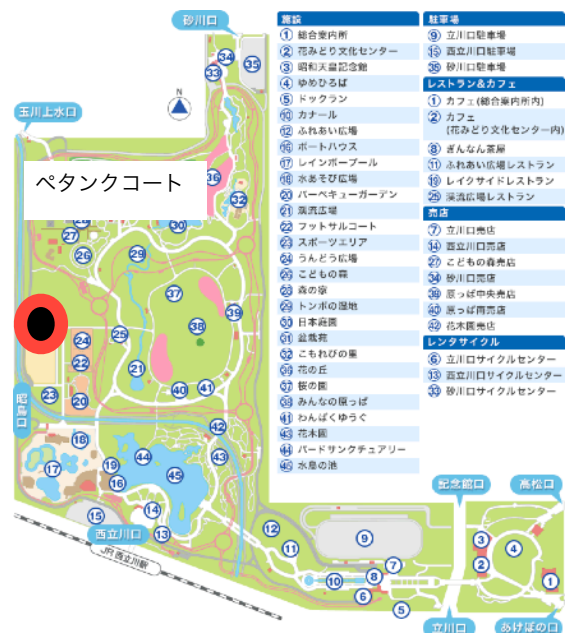 砂川口
玉川上水口
N
ペタンクコート
昭島口
西立川口
JR西立川駅
記念館口
高松口
立川口
あけぼの口
施設
① 総合案内所
② 花みどり文化センター
③ 昭和天皇記念館
④ ゆめひろば
⑤ ドックラン
⑩ カナール
⑫ ふれあい広場
⑯ ボートハウス
⑰ レインボープール
⑱ 水あそび広場
⑳ バーベキューガーデン
㉑ 渓流広場
㉒ フットサルコート
㉓ スポーツエリア
㉔ うんどう広場
㉖ こどもの森
㉘ 森の家
㉙ トンボの湿地
㉚ 日本庭園
㉛ 盆栽苑
㉜ こもれびの里
㊱ 花の丘
㊲ 桜の園
㊳ みんなの原っぱ
㊶ わんぱくゆうぐ
㊸ 花木園
㊹ バードサンクチュアリー
㊺ 水鳥の池
駐車場
⑨ 立川口駐車場
⑮ 西立川口駐車場
㉟ 砂川口駐車場
レストラン&カフェ
① カフェ(総合案内所内)
② カフェ
(花みどり文化センター内)
⑧ ぎんなん茶屋
⑪ ふれあい広場レストラン
⑲ レイクサイドレストラン
㉕ 渓流広場レストラン
売店
⑦ 立川口売店
⑭ 西立川口売店
㉗ こどもの森売店
㉞ 砂川口売店
㊴ 原っぱ中央売店
㊵ 原っぱ南売店
㊷ 花木園売店
レンタサイクル
⑥ 立川口サイクルセンター
⑬ 西立川口サイクルセンター
㉝ 砂川口サイクルセンター